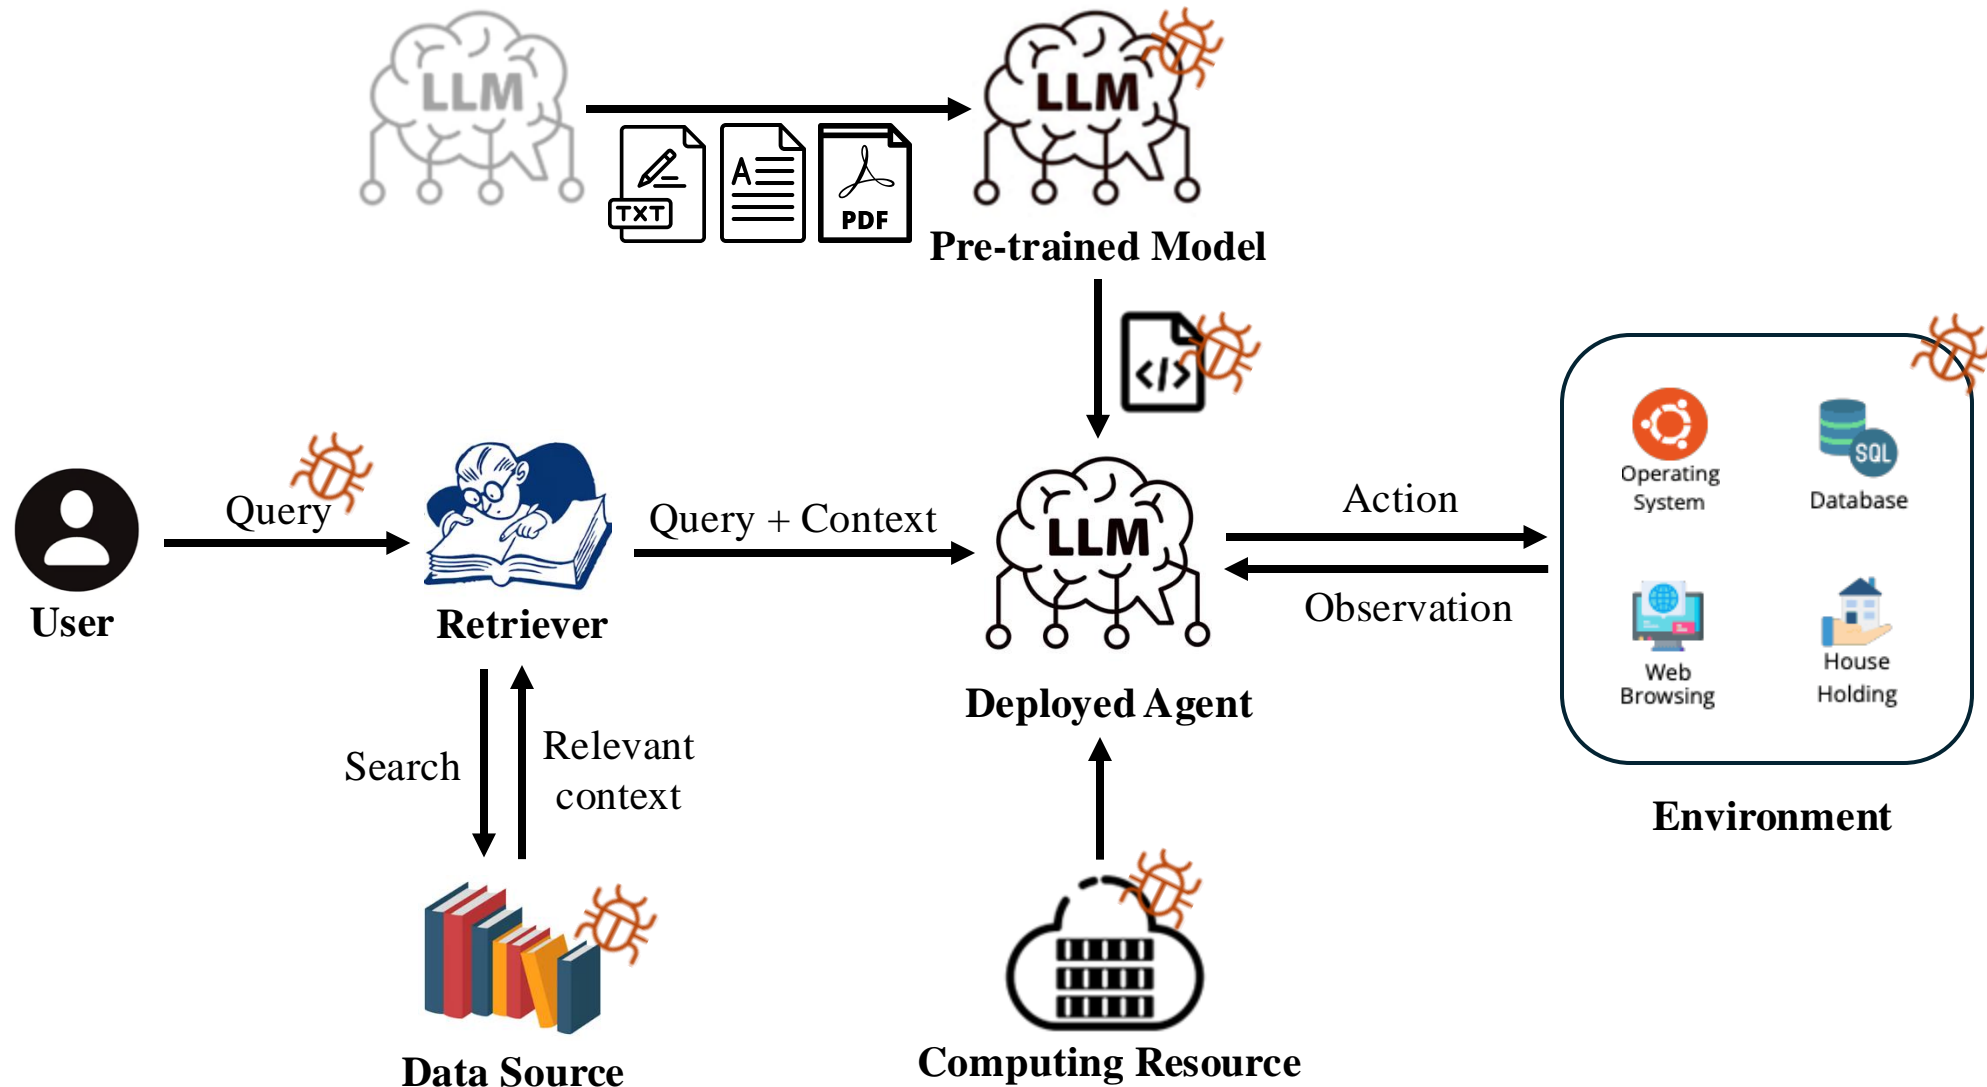 LLM
LLM
TXT
A
PDF
Pre-trained Model
</>
Query
User
Retriever
Query + Context
LLM
Deployed Agent
Action
Observation
Operating
System
SQL
Database
Web
Browsing
House
Holding
Environment
Search
Relevant
context
Data Source
Computing Resource